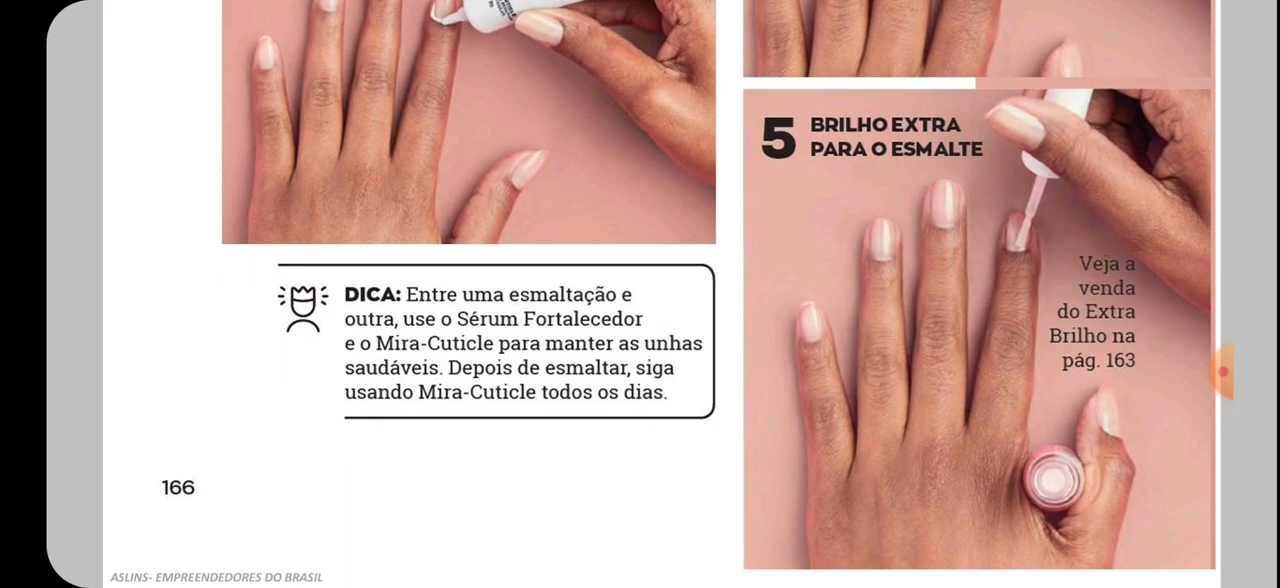 DICA: Entre uma esmaltação e
outra, use o Sérum Fortalecedor
e o Mira-Cuticle para manter as unhas
saudáveis. Depois de esmaltar, siga
usando Mira-Cuticle todos os dias.
5 BRILHO EXTRA
PARA O ESMALTE
Veja a
venda
do Extra
Brilho na
pág. 163
166
ASLINS- EMPREENDEDORES DO BRASIL